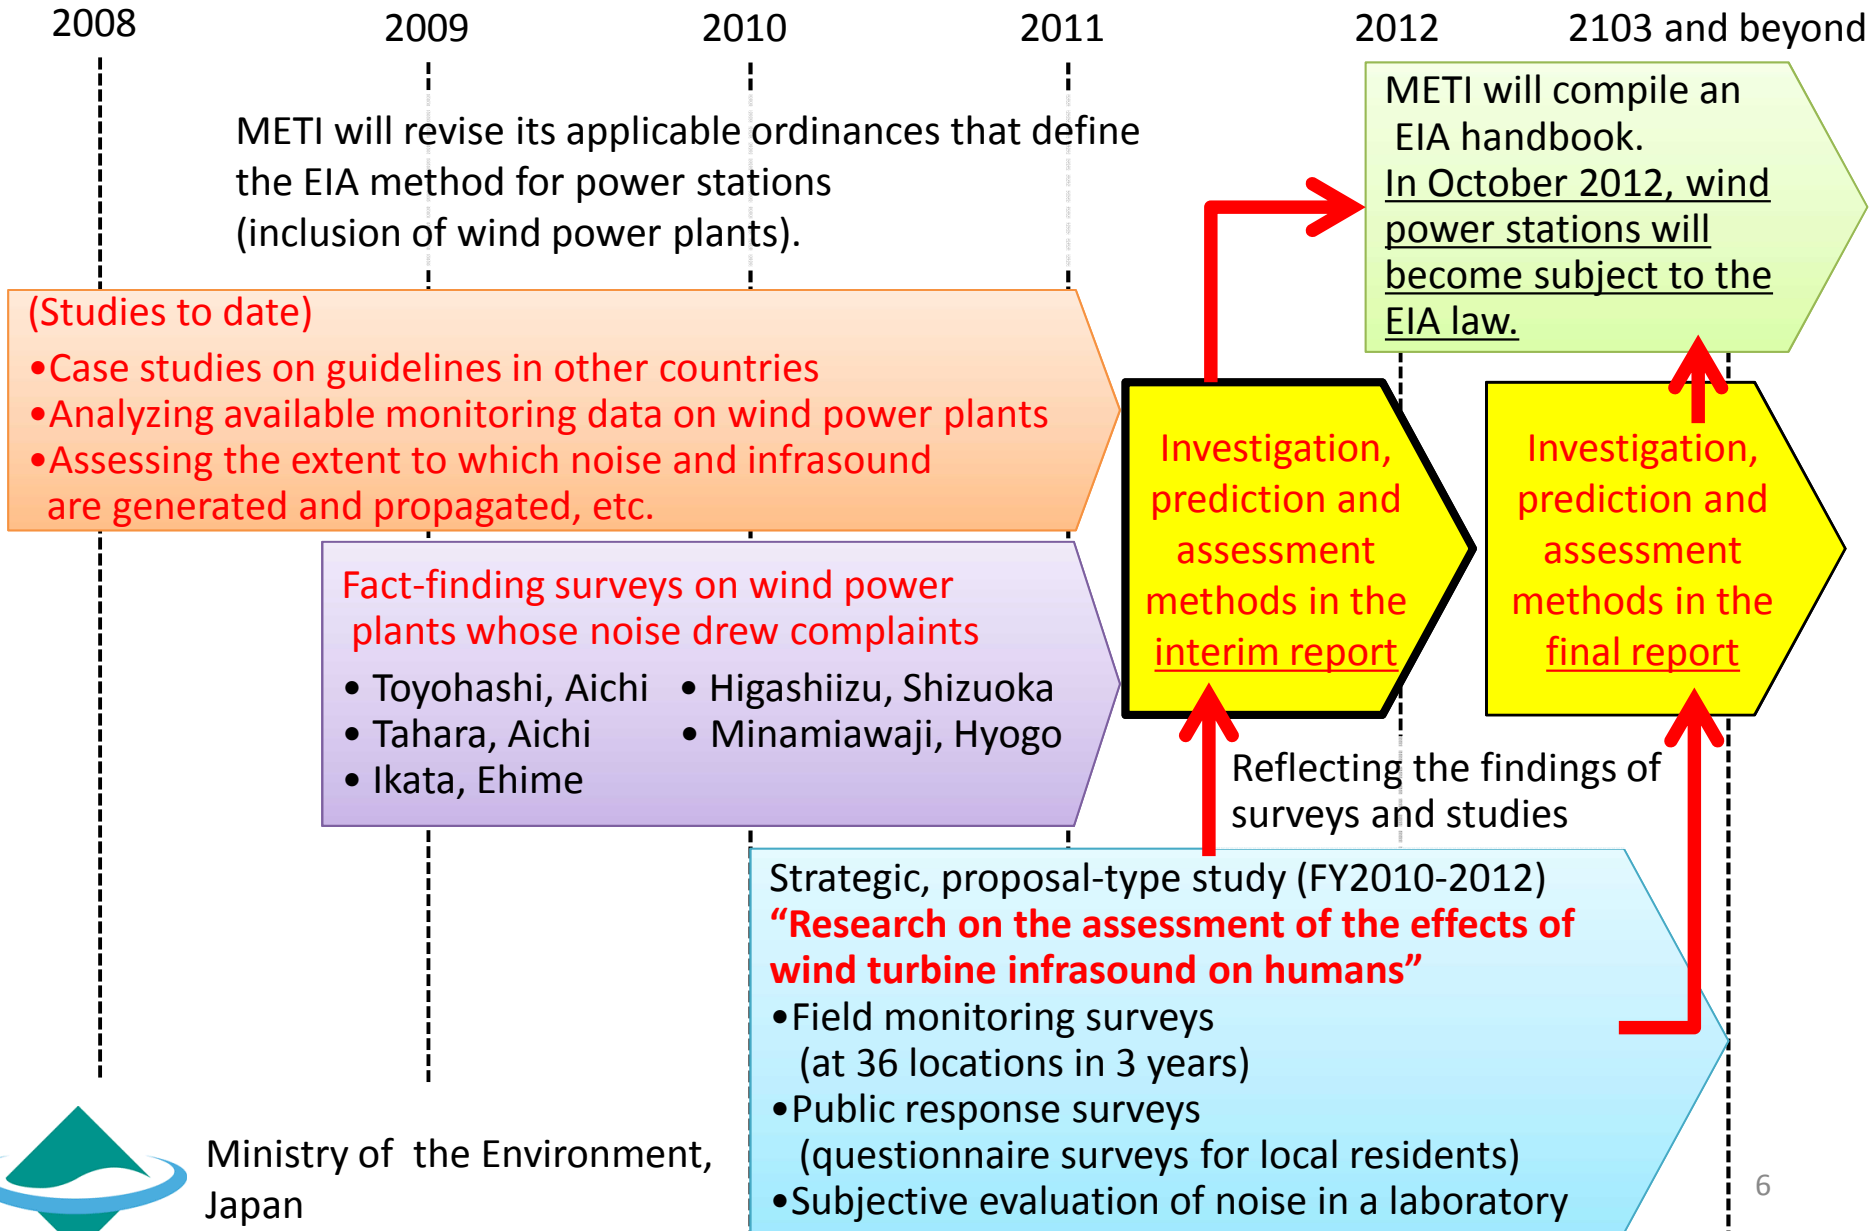 2008
2009
2010
2011
2012
2103 and beyond
METI will revise its applicable ordinances that define
the EIA method for power stations
(inclusion of wind power plants).
METI will compile an
EIA handbook.
In October 2012, wind
power stations will
become subject to the
EIA law.
(Studies to date)
•Case studies on guidelines in other countries
•Analyzing available monitoring data on wind power plants
•Assessing the extent to which noise and infrasound
are generated and propagated, etc.
Fact-finding surveys on wind power
plants whose noise drew complaints
• Toyohashi, Aichi
• Tahara, Aichi
• Ikata, Ehime
• Higashiizu, Shizuoka
• Minamiawaji, Hyogo
Investigation,
prediction and
assessment
methods in the
interim report
Investigation,
prediction and
assessment
methods in the
final report
Reflecting the findings of
surveys and studies
Strategic, proposal-type study (FY2010-2012)
“Research on the assessment of the effects of
wind turbine infrasound on humans”
•Field monitoring surveys
(at 36 locations in 3 years)
•Public response surveys
(questionnaire surveys for local residents)
•Subjective evaluation of noise in a laboratory
Ministry of the Environment,
Japan
6